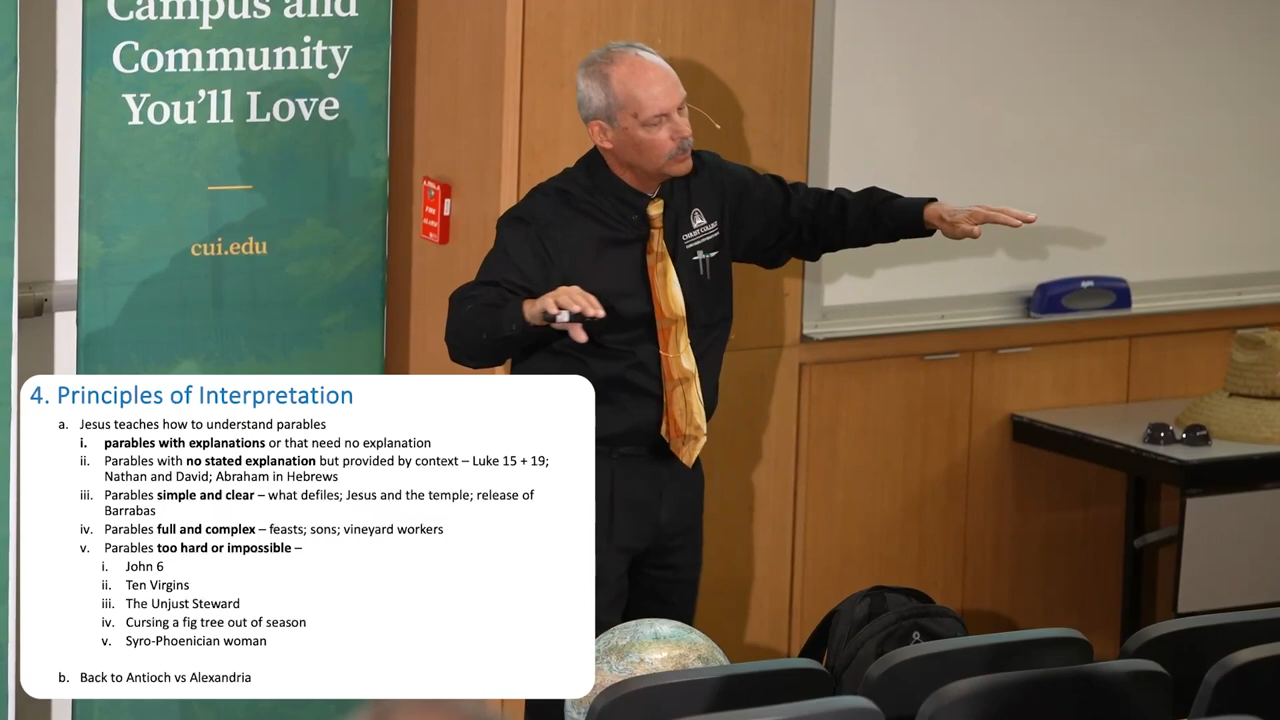 Campus and
Community
You'll Love
cui.edu
FIRE
CHRIST COLLEGE
4. Principles of Interpretation
a. Jesus teaches how to understand parables
i. parables with explanations or that need no explanation
ii. Parables with no stated explanation but provided by context – Luke 15 + 19;
Nathan and David; Abraham in Hebrews
iii. Parables simple and clear – what defiles; Jesus and the temple; release of
Barrabas
iv. Parables full and complex – feasts; sons; vineyard workers
v. Parables too hard or impossible –
i. John 6
ii. Ten Virgins
iii. The Unjust Steward
iv. Cursing a fig tree out of season
v. Syro-Phoenician woman
b. Back to Antioch vs Alexandria